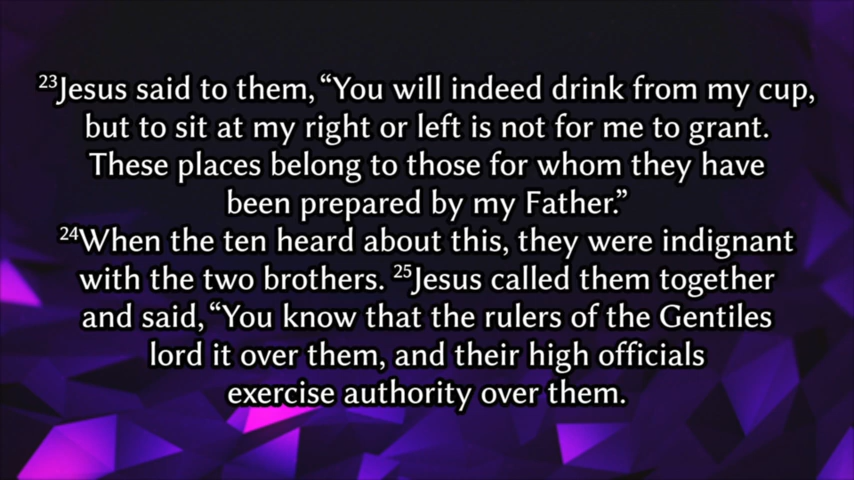 ²³Jesus said to them, “You will indeed drink from my cup,
but to sit at my right or left is not for me to grant.
These places belong to those for whom they have
been prepared by my Father.”
²⁴When the ten heard about this, they were indignant
with the two brothers. ²⁵Jesus called them together
and said, “You know that the rulers of the Gentiles
lord it over them, and their high officials
exercise authority over them.